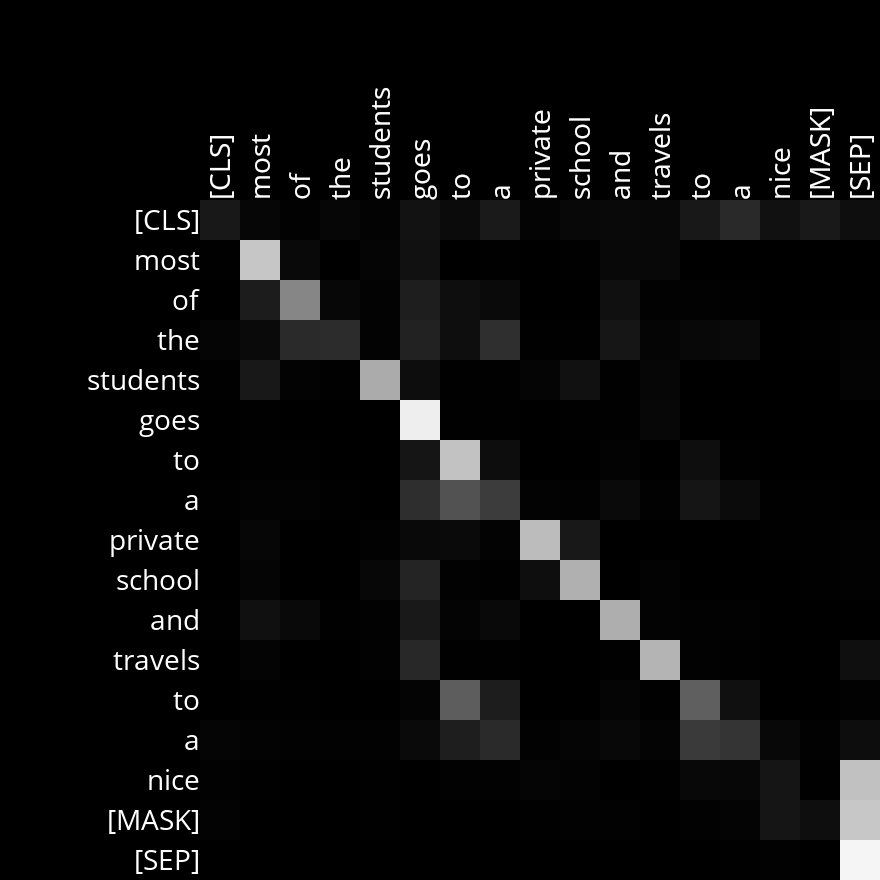 [CLS] most of the students goes to a private school and travels to a nice [MASK] [SEP]
[CLS]
most
of
the
students
goes
to
a
private
school
and
travels
to
a
nice
[MASK]
[SEP]